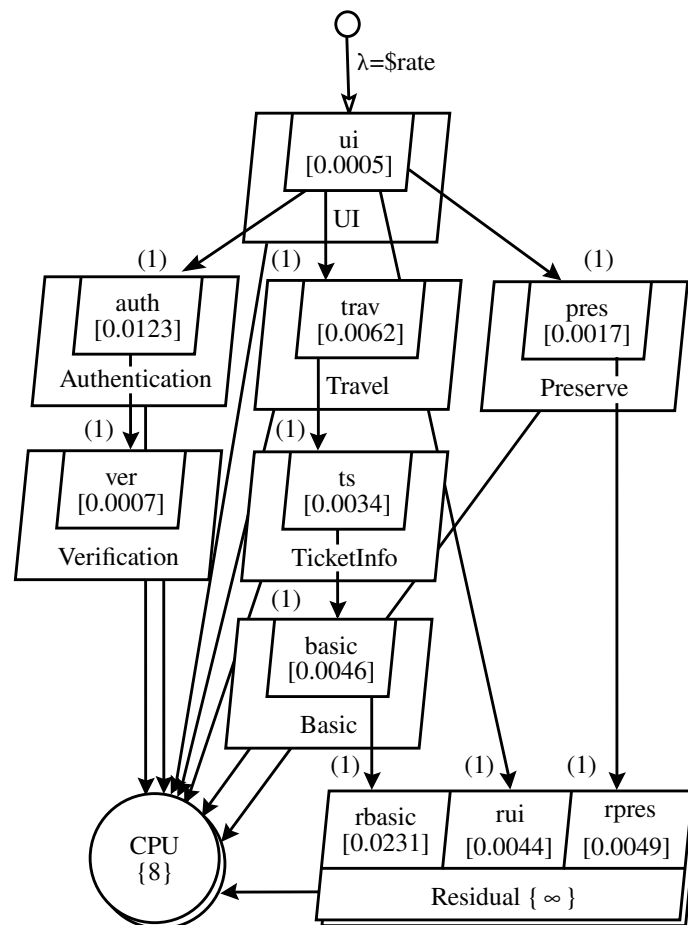 λ=$rate
ui
[0.0005]
UI
(1)
(1)
(1)
auth
[0.0123]
Authentication
trav
[0.0062]
Travel
pres
[0.0017]
Preserve
(1)
(1)
ver
[0.0007]
Verification
ts
[0.0034]
TicketInfo
(1)
basic
[0.0046]
Basic
(1)
(1)
(1)
CPU
{8}
rbasic
[0.0231]
rui
[0.0044]
rpres
[0.0049]
Residual { ∞ }